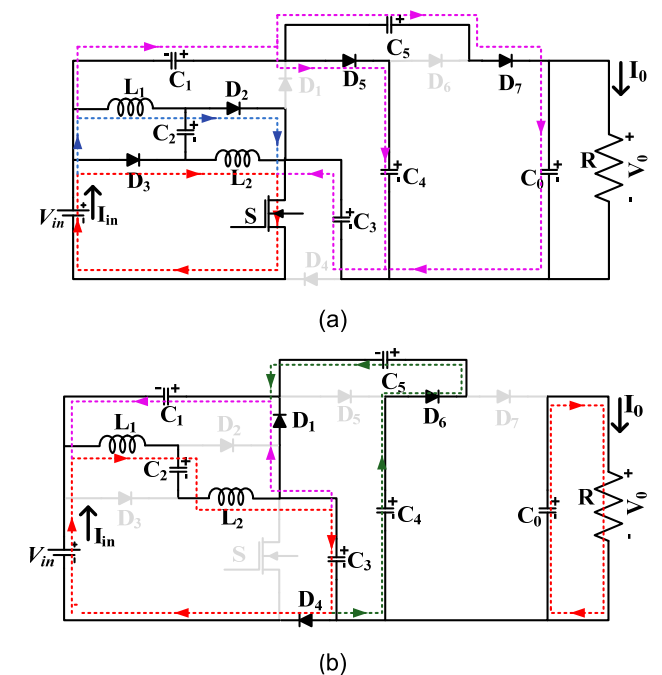 - + C5
- + C1 D5 D6 D7 I0
D1
L1 D2
C2 + -
D3 L2
+ - C4
C0 + -
R + V0 -
Vin + - Iin
S
+ - C3
D4
(a)
- + C5
- + C1 D5 D6 D7 I0
D1
L1 D2
C2 + -
D3 L2
+ - C4
C0 + -
R + V0 -
Vin + - Iin
S
+ - C3
D4
(b)